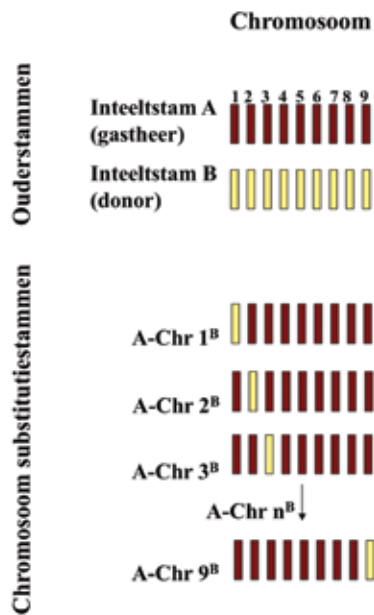 Chromosoom
1 2 3 4 5 6 7 8 9
Ouderstammen
Inteeltstam A
(gastheer)
Inteeltstam B
(donor)
Chromosoom substitutiestammen
A-Chr 1ᴮ
A-Chr 2ᴮ
A-Chr 3ᴮ
A-Chr nᴮ
A-Chr 9ᴮ